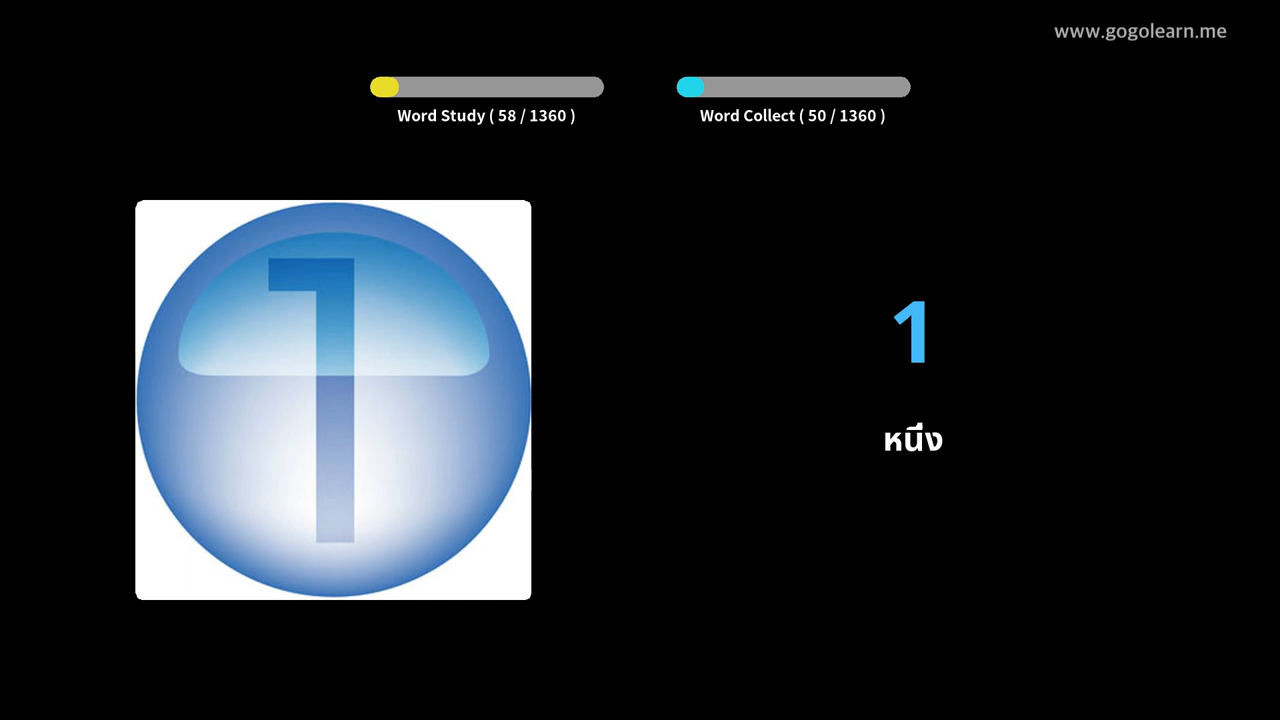 www.gogolearn.me
Word Study ( 58 / 1360 )
Word Collect ( 50 / 1360 )
1
1
หนึ่ง